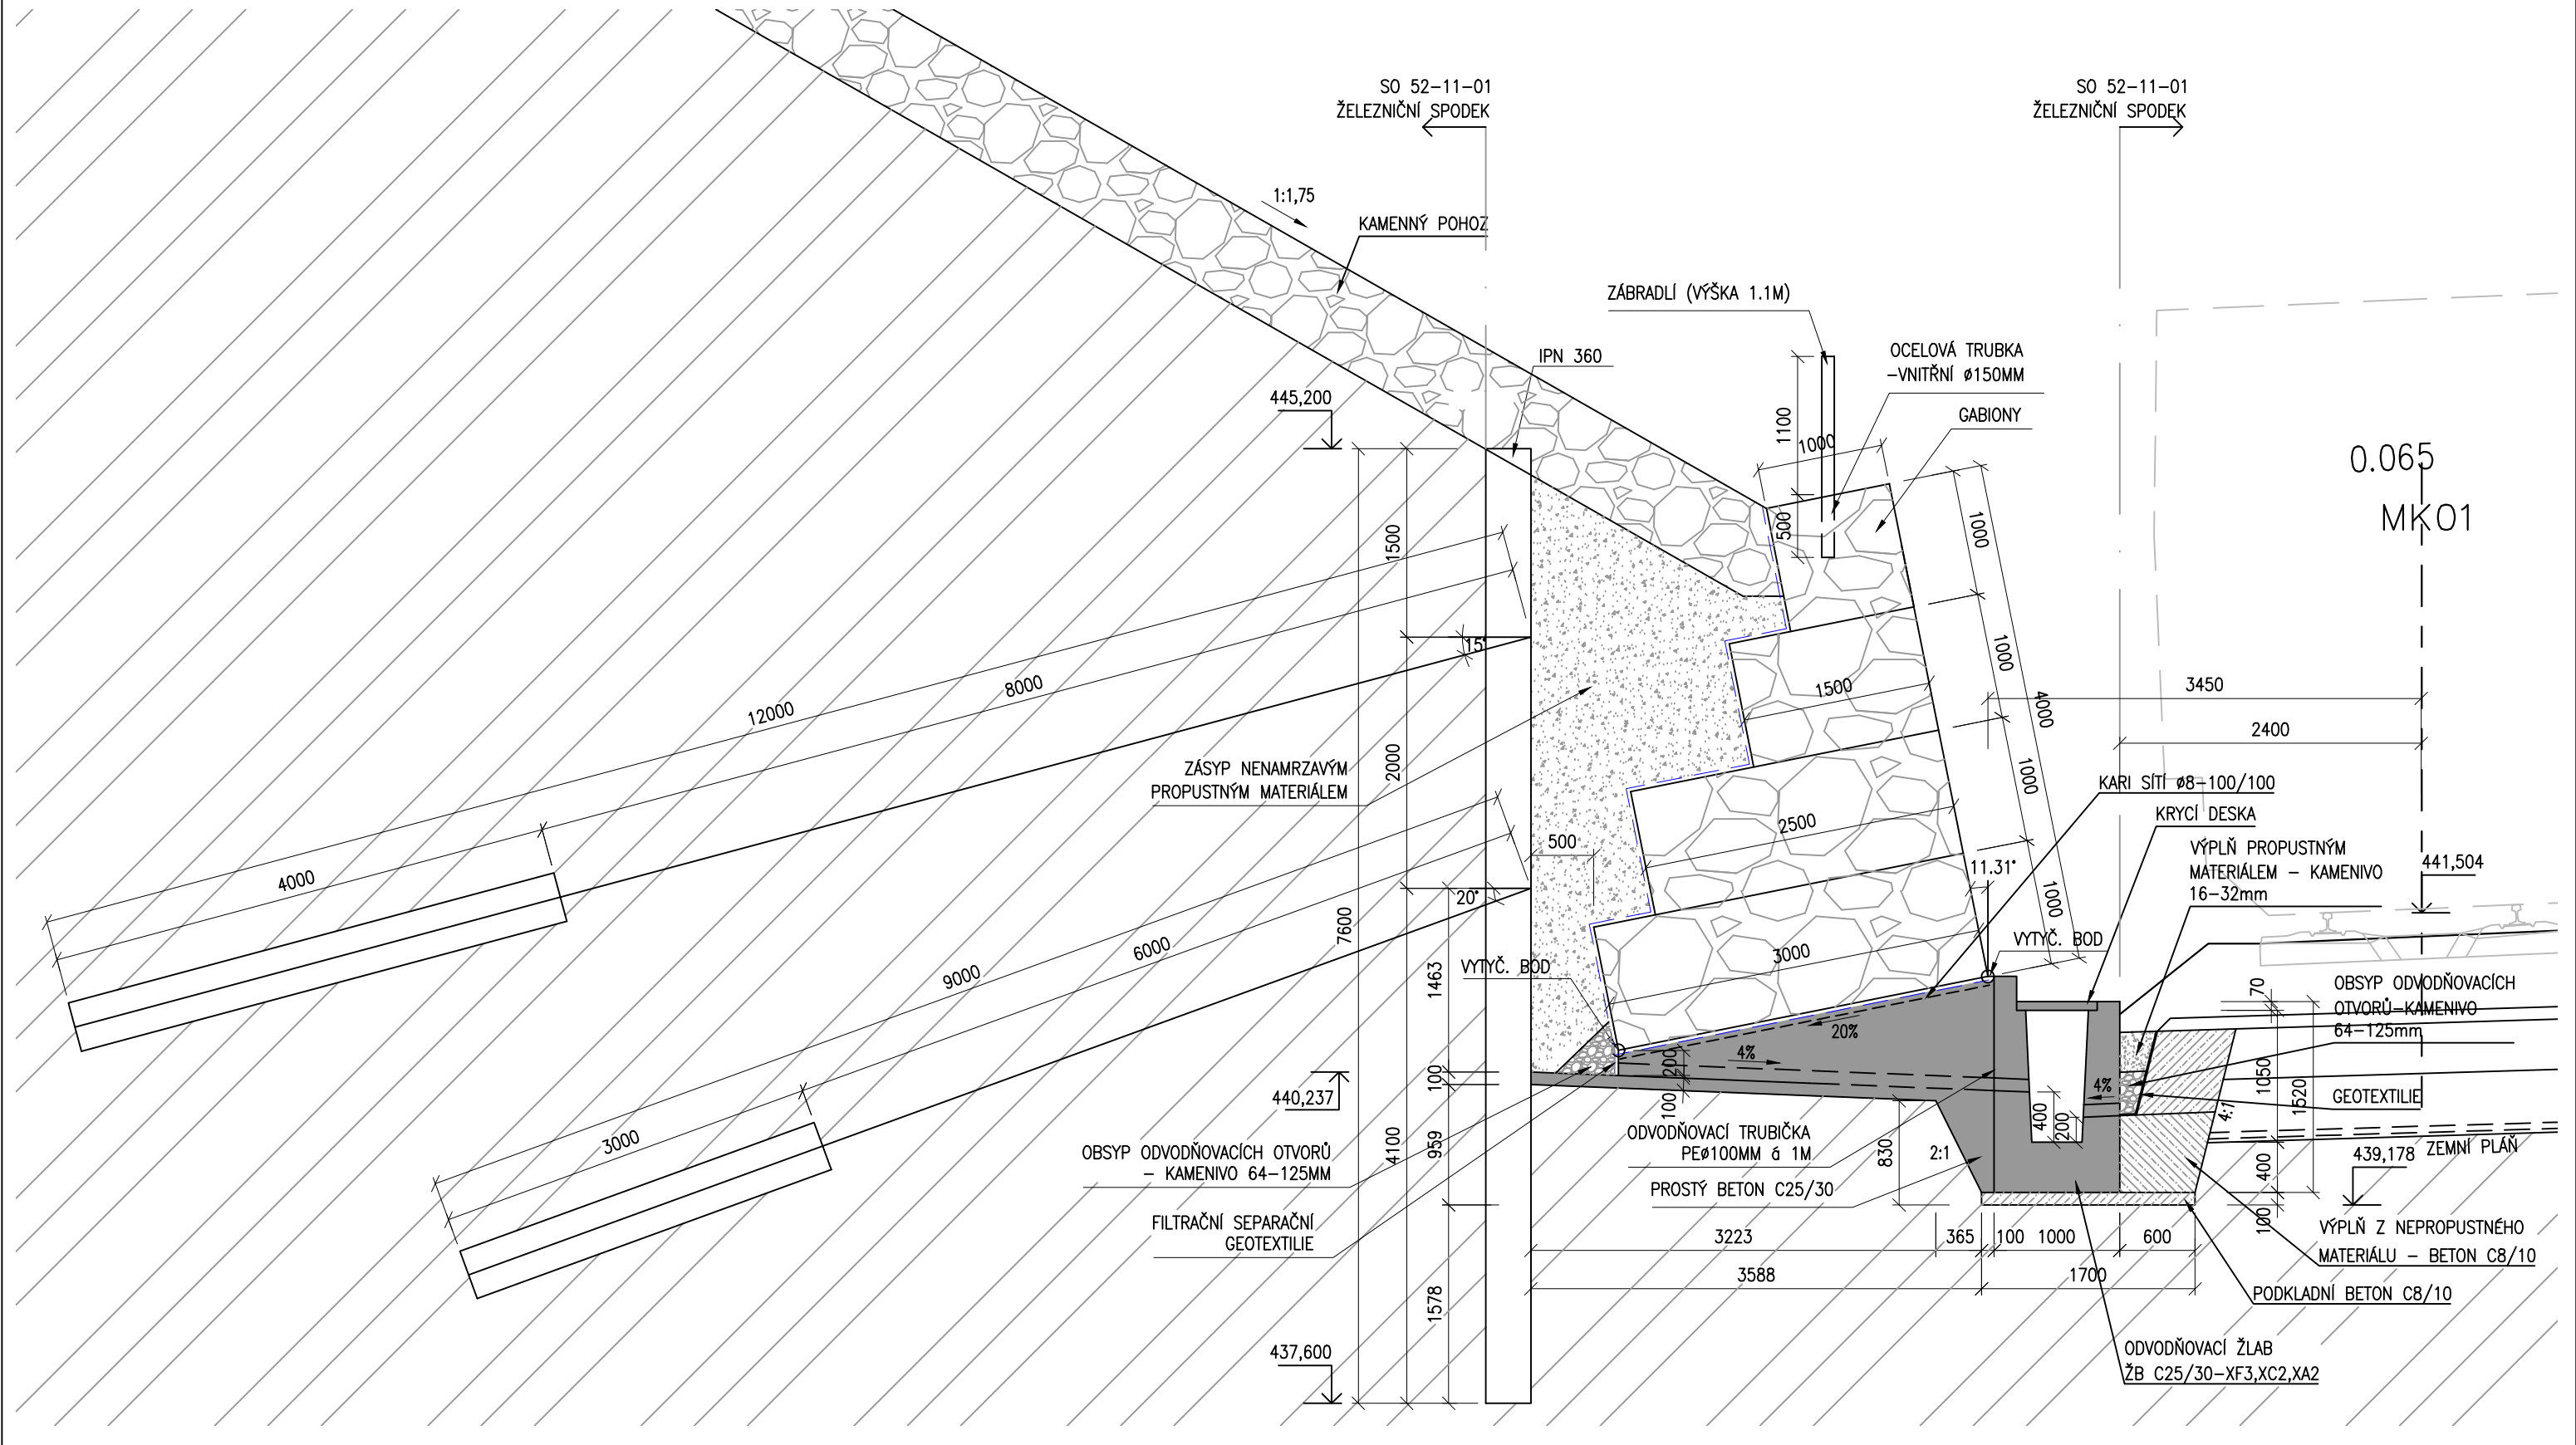 SO 52-11-01
ŽELEZNIČNÍ SPODEK
SO 52-11-01
ŽELEZNIČNÍ SPODEK
1:1,75
KAMENNÝ POHOZ
ZÁBRADLÍ (VÝŠKA 1.1M)
IPN 360
OCELOVÁ TRUBKA
-VNITŘNÍ ø150MM
GABIONY
445,200
1100
1000
500
1000
0.065
MK01
1500
15°
1000
8000
12000
1500
4000
3450
2400
2000
ZÁSYP NENAMRZAVÝM
PROPUSTNÝM MATERIÁLEM
1000
KARI SÍTÍ ø8-100/100
KRYCÍ DESKA
2500
500
VÝPLŇ PROPUSTNÝM
MATERIÁLEM - KAMENIVO
16-32mm
441,504
11.31°
4000
20°
1000
7600
6000
9000
1463
VYTYČ. BOD
3000
VYTYČ. BOD
70
OBSYP ODVODŇOVACÍCH
OTVORŮ-KAMENIVO
64-125mm
20%
4%
200
100
1050
1520
440,237
100
4%
GEOTEXTILIE
4:1
400
200
3000
OBSYP ODVODŇOVACÍCH OTVORŮ
- KAMENIVO 64-125MM
4100
959
ODVODŇOVACÍ TRUBIČKA
PEø100MM á 1M
830
2:1
ZEMNÍ PLÁŇ
439,178
400
PROSTÝ BETON C25/30
100
FILTRAČNÍ SEPARAČNÍ
GEOTEXTILIE
3223
365
100
1000
600
VÝPLŇ Z NEPROPUSTNÉHO
MATERIÁLU - BETON C8/10
3588
1700
1578
PODKLADNÍ BETON C8/10
437,600
ODVODŇOVACÍ ŽLAB
ŽB C25/30-XF3,XC2,XA2